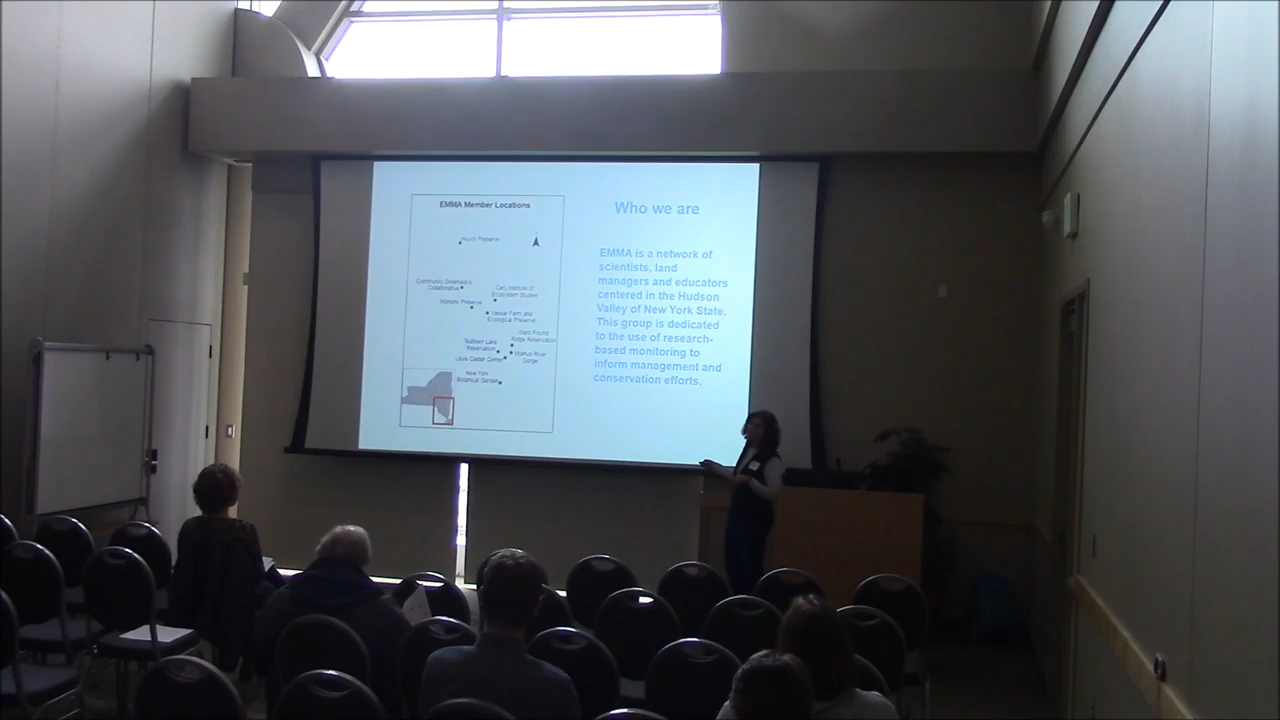 EMMA Member Locations
Huyck Preserve
Community Greenways
Collaborative
Cary Institute of
Ecosystem Studies
Mohonk Preserve
Vassar Farm and
Ecological Preserve
Ward Pound
Ridge Reservation
Teatown Lake
Reservation
Mianus River
Gorge
Louis Calder Center
New York
Botanical Garden
Who we are
EMMA is a network of
scientists, land
managers and educators
centered in the Hudson
Valley of New York State.
This group is dedicated
to the use of research-
based monitoring to
inform management and
conservation efforts.